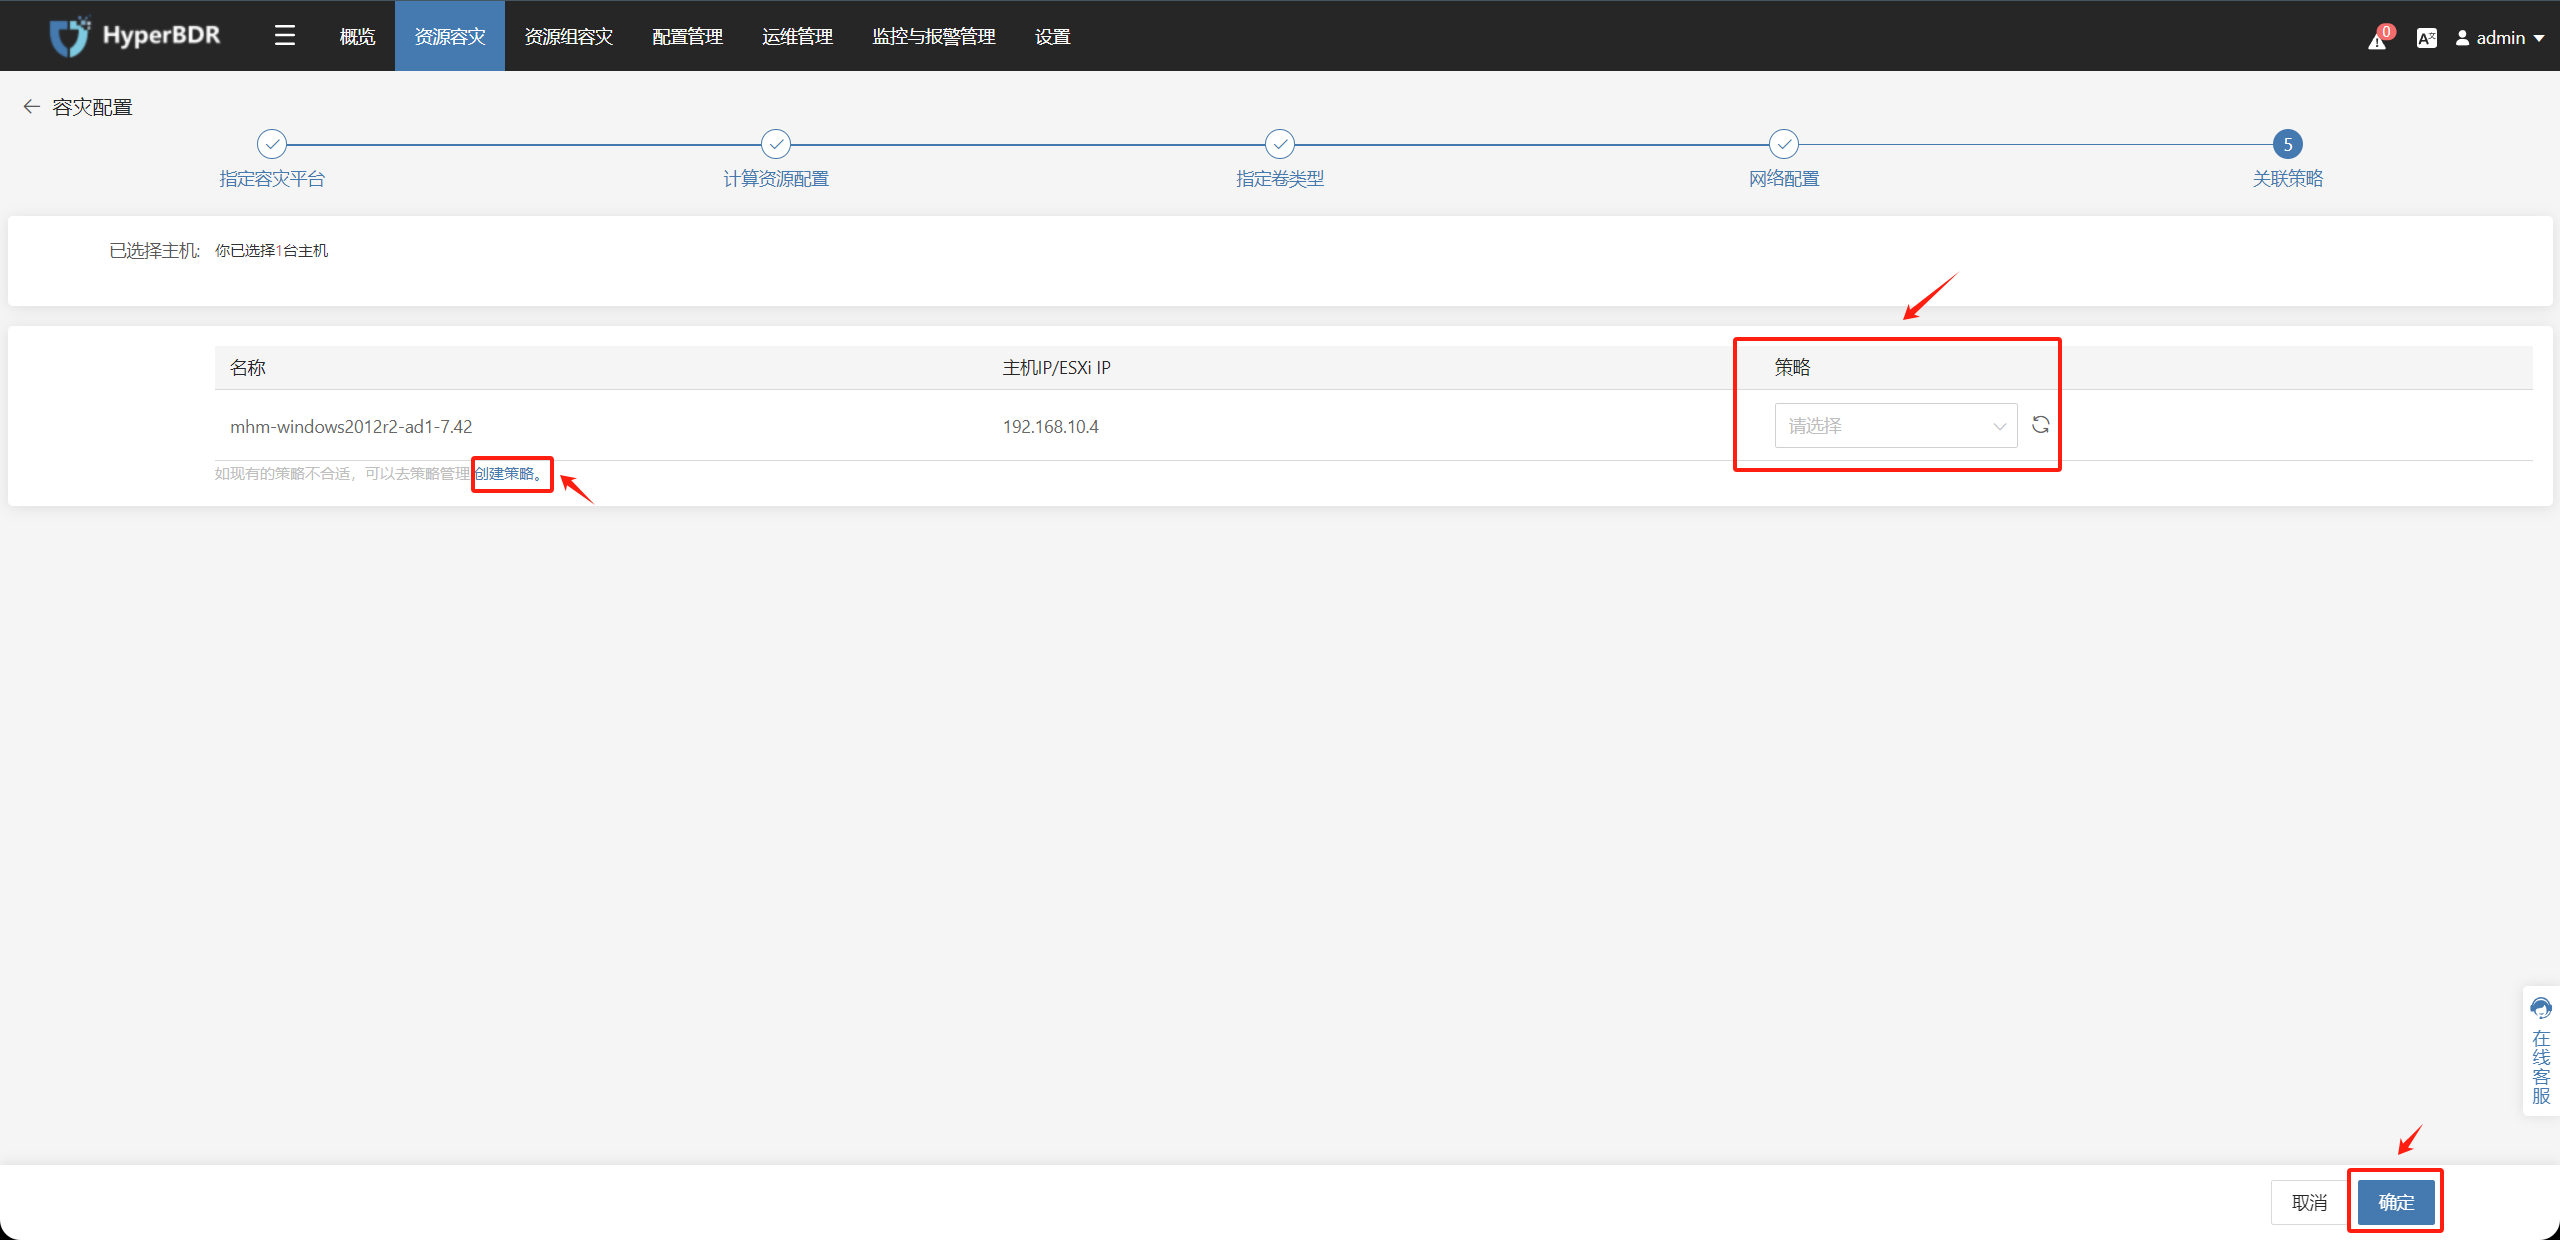 HyperBDR 概览 资源容灾 资源组容灾 配置管理 运维管理 监控与报警管理 设置 0 admin
容灾配置
5
指定容灾平台 计算资源配置 指定卷类型 网络配置 关联策略
已选择主机: 你已选择1台主机
名称 主机IP/ESXi IP 策略
mhm-windows2012r2-ad1-7.42 192.168.10.4 请选择
如现有的策略不合适，可以去策略管理 创建策略。
在线客服
取消 确定